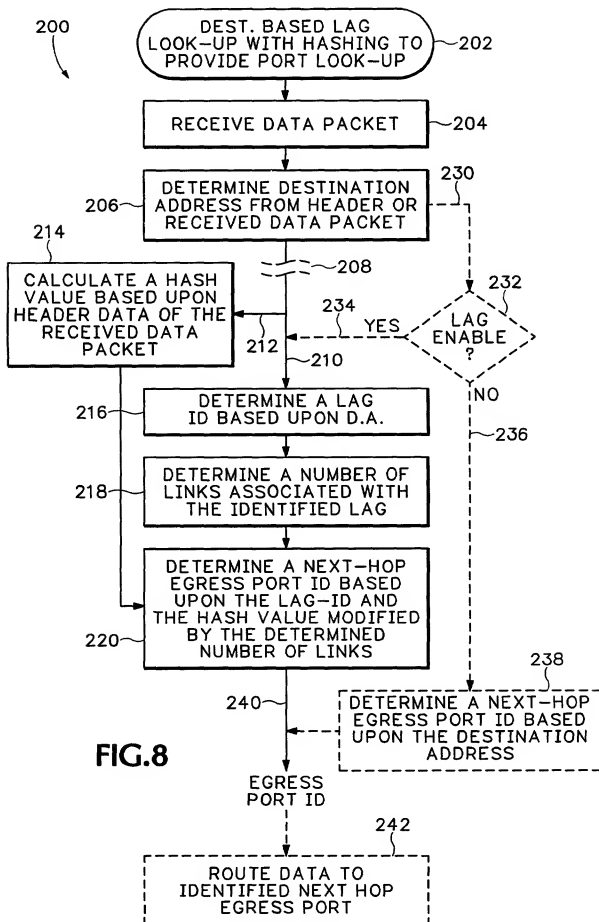 200
DEST. BASED LAG
LOOK-UP WITH HASHING TO
PROVIDE PORT LOOK-UP
202
RECEIVE DATA PACKET
204
206
DETERMINE DESTINATION
ADDRESS FROM HEADER OR
RECEIVED DATA PACKET
230
208
214
CALCULATE A HASH
VALUE BASED UPON
HEADER DATA OF THE
RECEIVED DATA
PACKET
212
210
234
YES
232
LAG
ENABLE
?
NO
236
216
DETERMINE A LAG
ID BASED UPON D.A.
218
DETERMINE A NUMBER OF
LINKS ASSOCIATED WITH
THE IDENTIFIED LAG
220
DETERMINE A NEXT-HOP
EGRESS PORT ID BASED
UPON THE LAG-ID AND
THE HASH VALUE MODIFIED
BY THE DETERMINED
NUMBER OF LINKS
238
DETERMINE A NEXT-HOP
EGRESS PORT ID BASED
UPON THE DESTINATION
ADDRESS
240
FIG.8
EGRESS
PORT ID
242
ROUTE DATA TO
IDENTIFIED NEXT HOP
EGRESS PORT